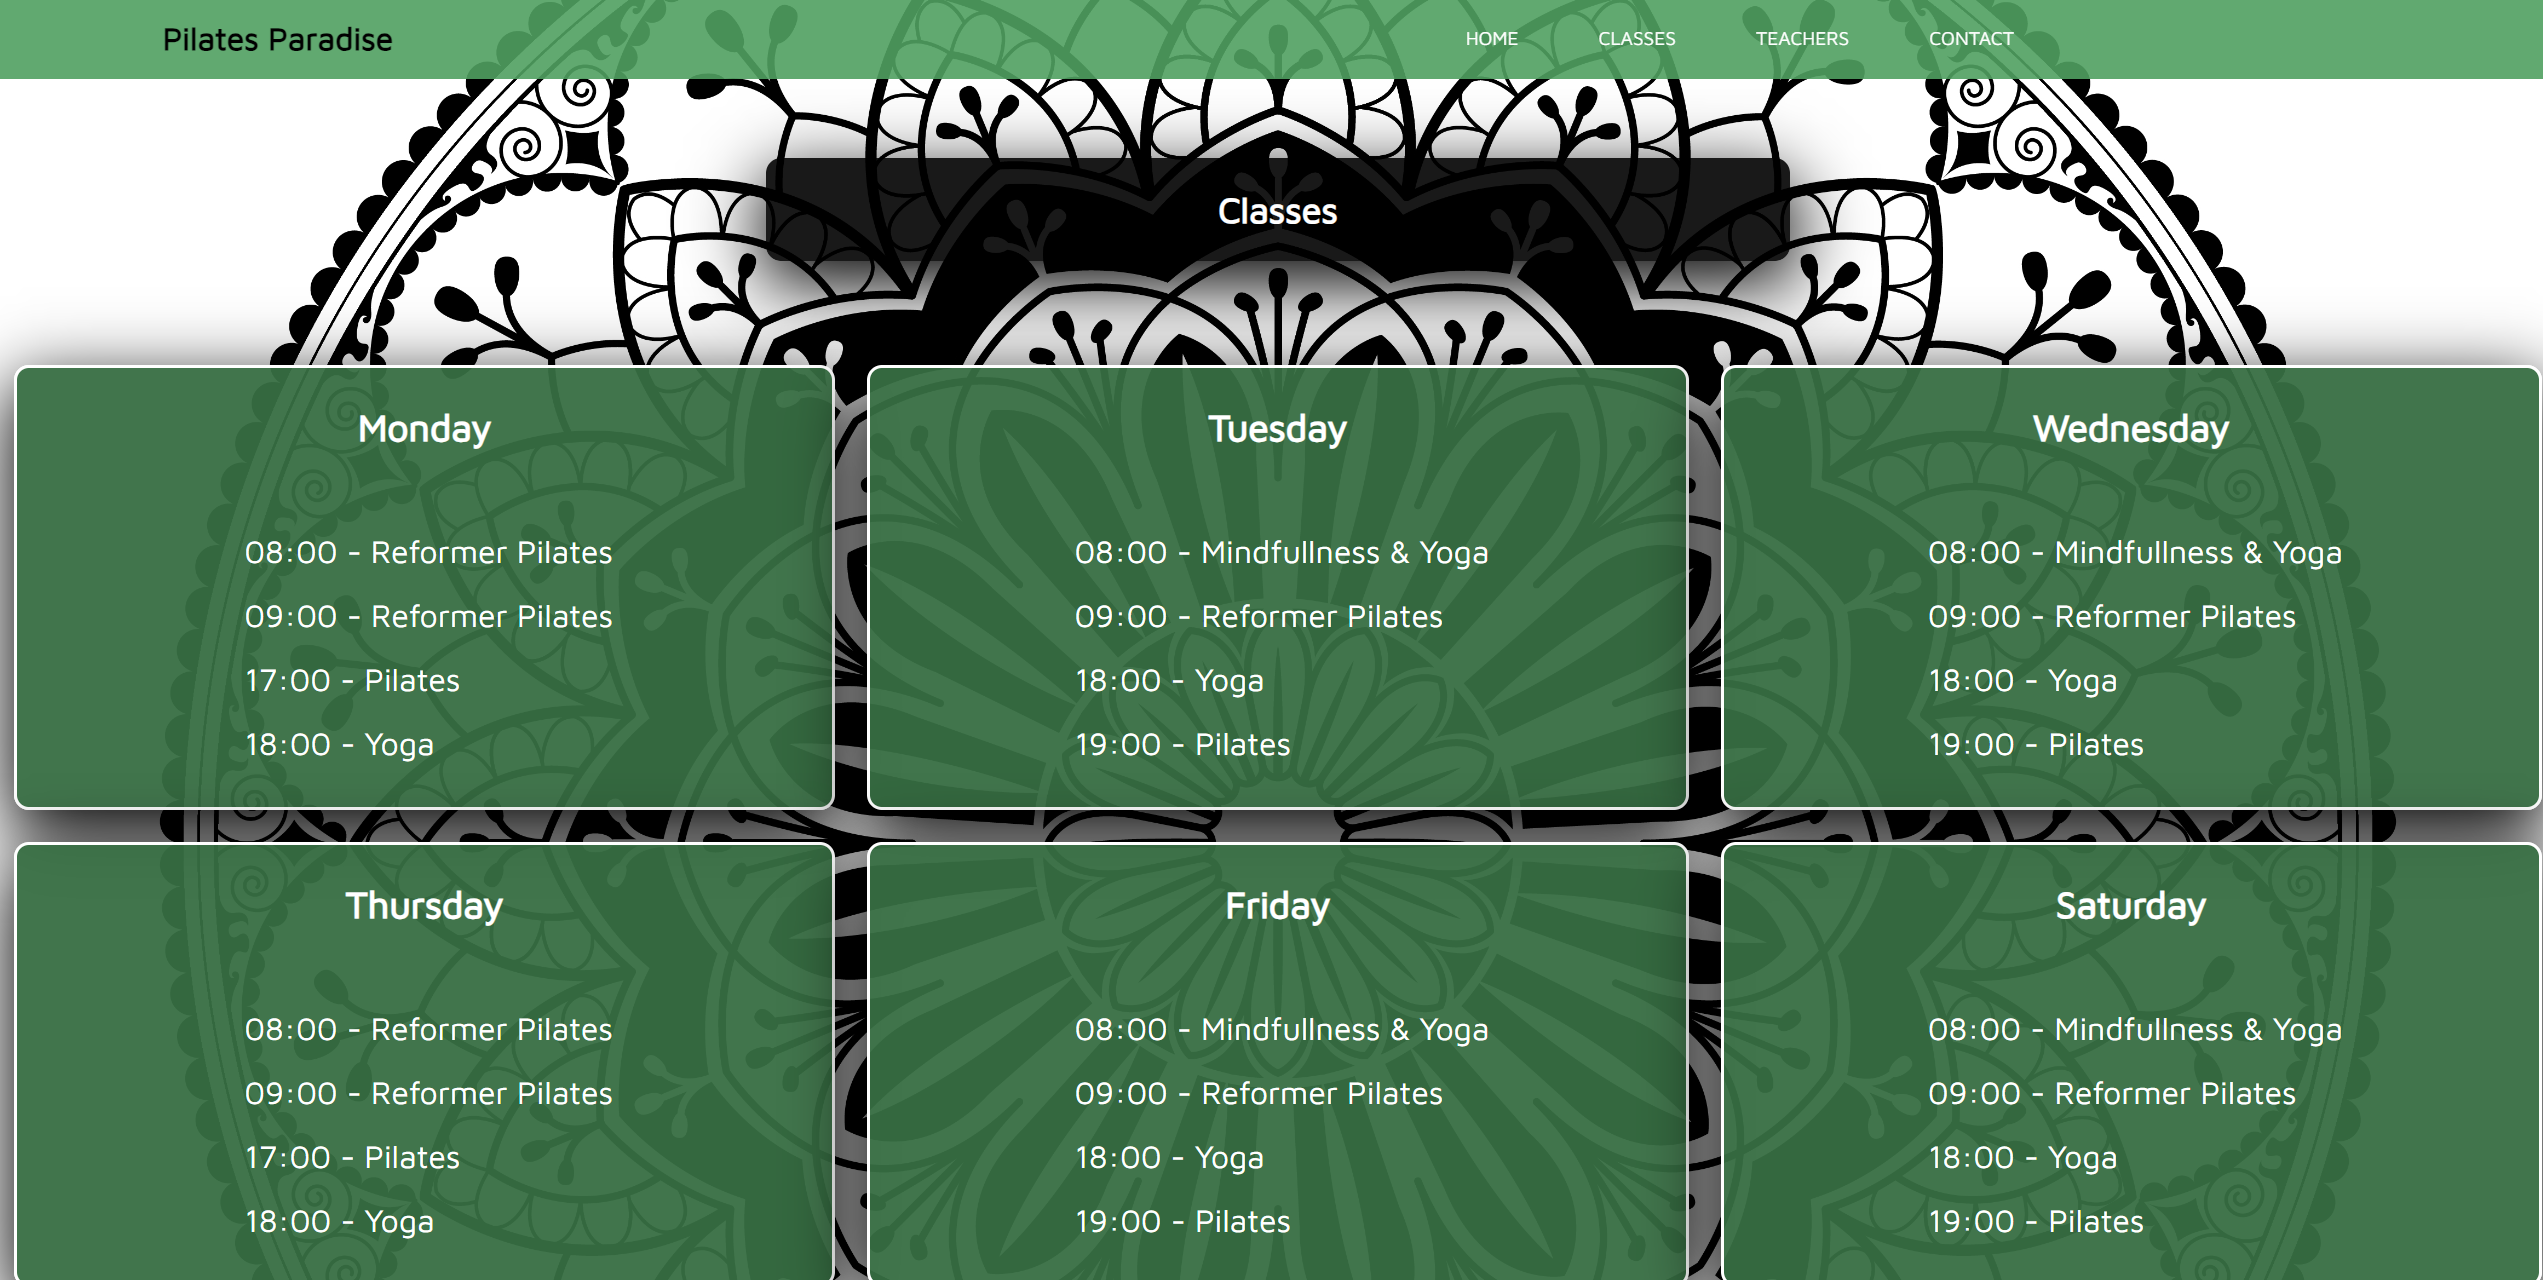 Pilates Paradise
HOME CLASSES TEACHERS CONTACT
Classes
Monday
08:00 - Reformer Pilates
09:00 - Reformer Pilates
17:00 - Pilates
18:00 - Yoga
Tuesday
08:00 - Mindfullness & Yoga
09:00 - Reformer Pilates
18:00 - Yoga
19:00 - Pilates
Wednesday
08:00 - Mindfullness & Yoga
09:00 - Reformer Pilates
18:00 - Yoga
19:00 - Pilates
Thursday
08:00 - Reformer Pilates
09:00 - Reformer Pilates
17:00 - Pilates
18:00 - Yoga
Friday
08:00 - Mindfullness & Yoga
09:00 - Reformer Pilates
18:00 - Yoga
19:00 - Pilates
Saturday
08:00 - Mindfullness & Yoga
09:00 - Reformer Pilates
18:00 - Yoga
19:00 - Pilates